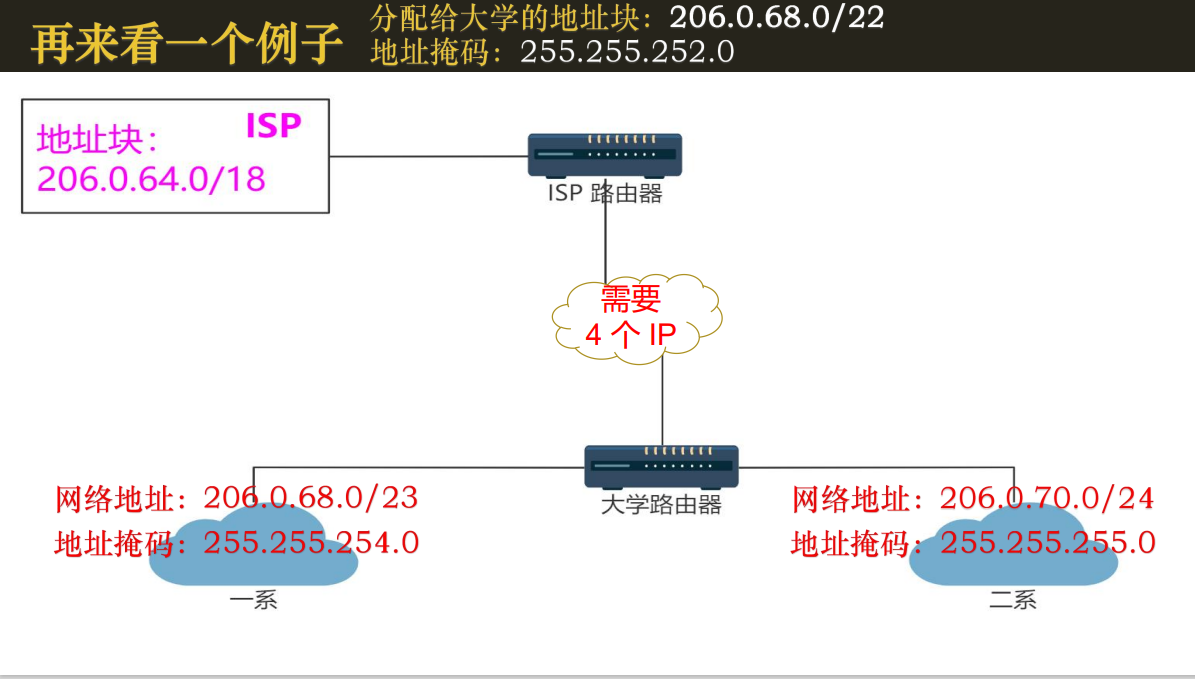 再来看一个例子
分配给大学的地址块：206.0.68.0/22
地址掩码：255.255.252.0
ISP
地址块：
206.0.64.0/18
ISP 路由器
需要
4 个 IP
大学路由器
网络地址：206.0.68.0/23
地址掩码：255.255.254.0
一系
网络地址：206.0.70.0/24
地址掩码：255.255.255.0
二系